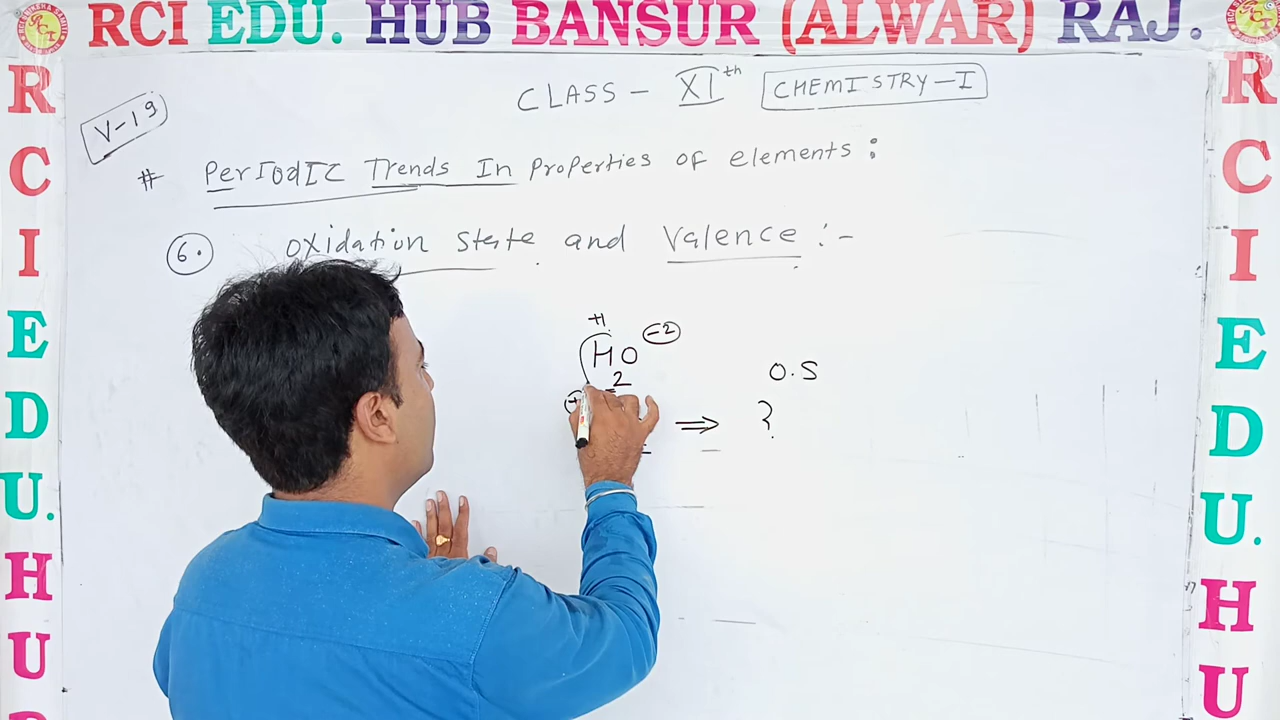 RCI EDU. HUB BANSUR (ALWAR) RAJ.
R C I E D U. H U
CLASS - XIth CHEMISTRY-I
V-19
# PerIodIC Trends In Properties of elements:
6. Oxidation state and Valence :-
+1 -2
HO
2
O.S
⇒ ?
R C I E D U. H U